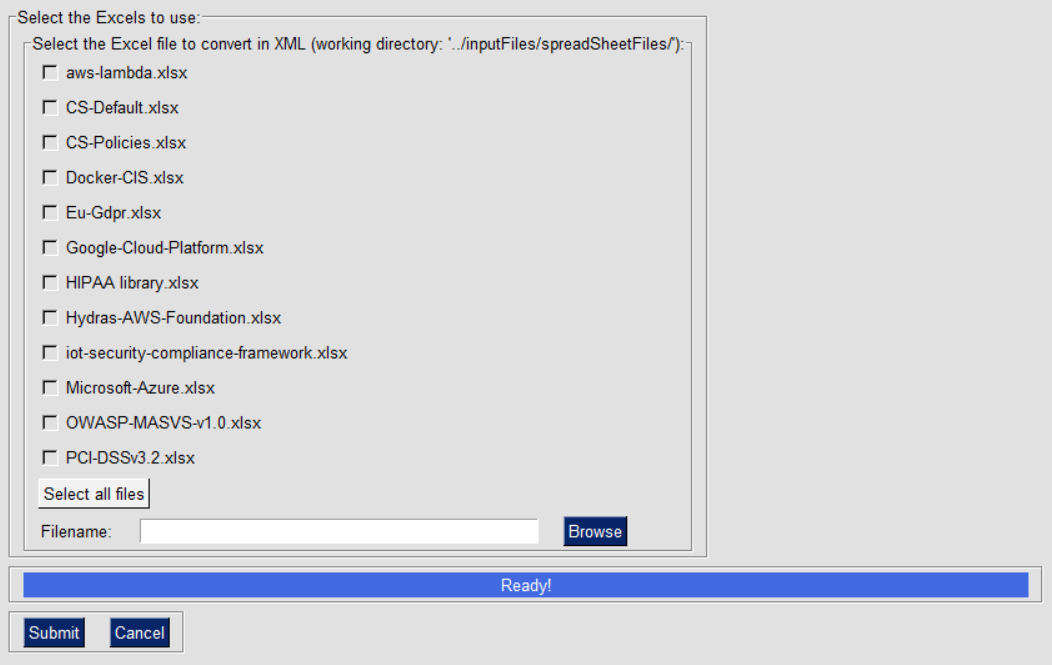 Select the Excels to use:
Select the Excel file to convert in XML (working directory: '../inputFiles/spreadSheetFiles/'):
aws-lambda.xlsx
CS-Default.xlsx
CS-Policies.xlsx
Docker-CIS.xlsx
Eu-Gdpr.xlsx
Google-Cloud-Platform.xlsx
HIPAA library.xlsx
Hydras-AWS-Foundation.xlsx
iot-security-compliance-framework.xlsx
Microsoft-Azure.xlsx
OWASP-MASVS-v1.0.xlsx
PCI-DSSv3.2.xlsx
Select all files
Filename: Browse
Ready!
Submit Cancel